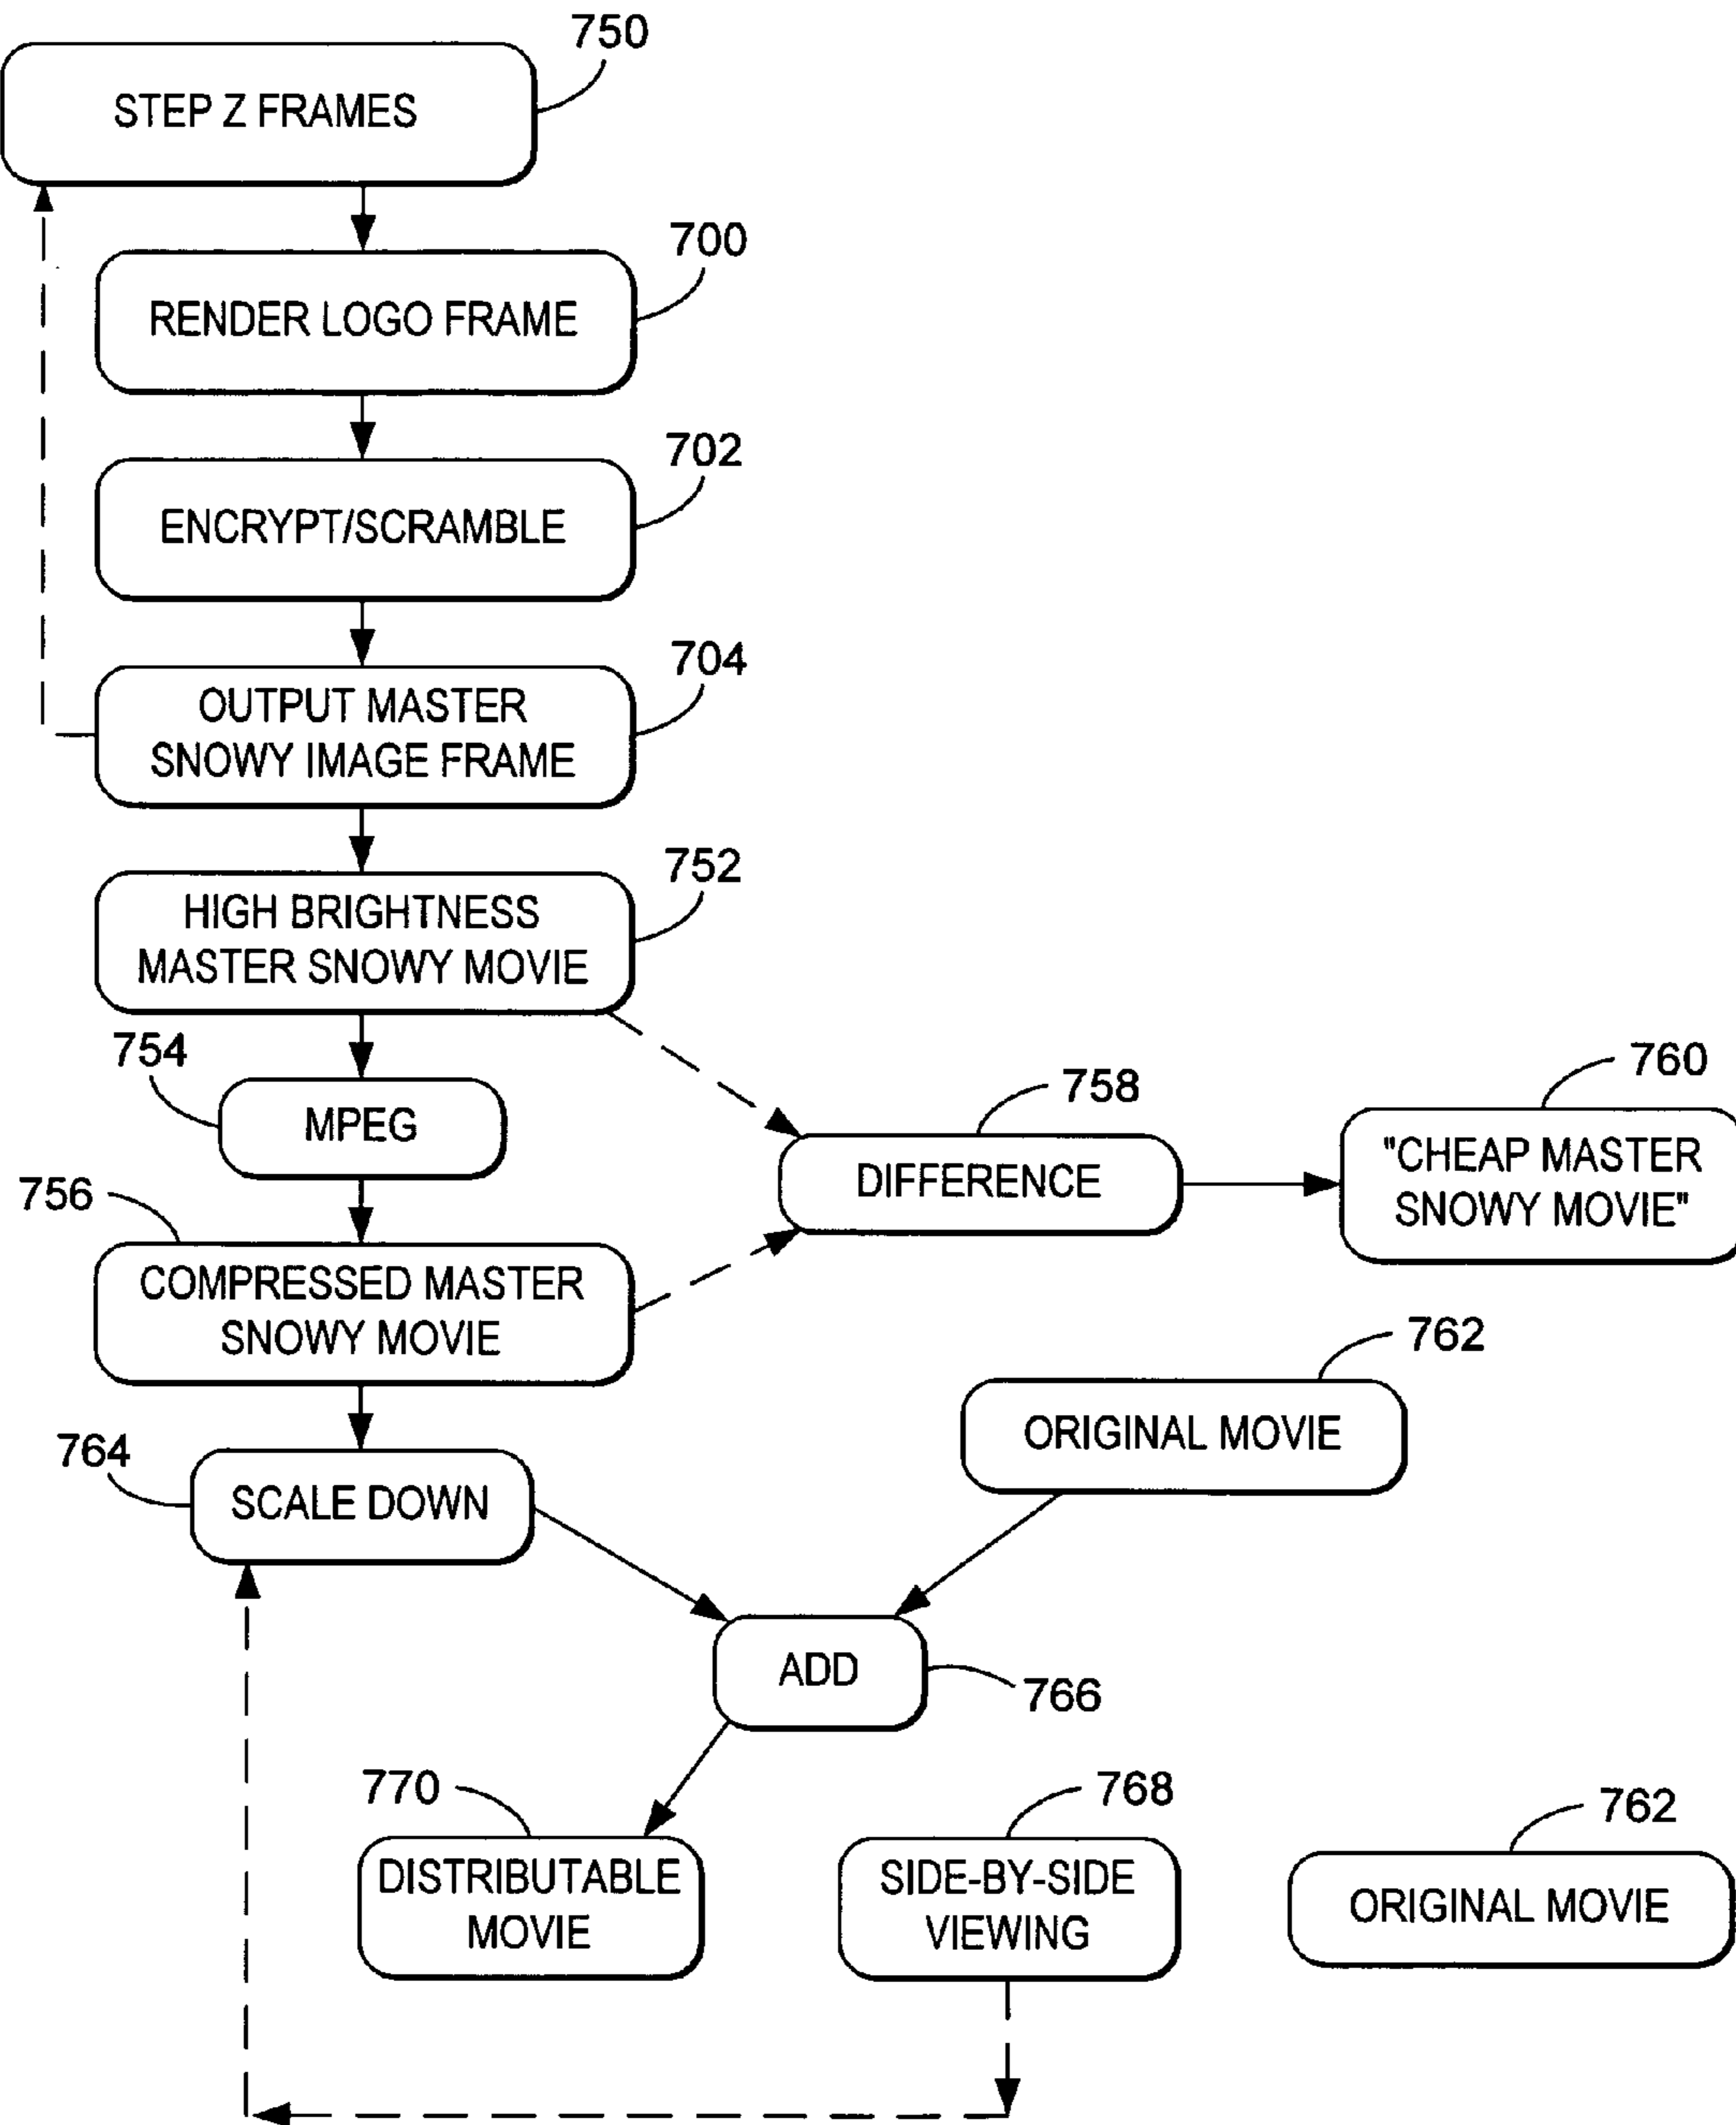 750
STEP Z FRAMES
700
RENDER LOGO FRAME
702
ENCRYPT/SCRAMBLE
704
OUTPUT MASTER
SNOWY IMAGE FRAME
752
HIGH BRIGHTNESS
MASTER SNOWY MOVIE
754
MPEG
758
DIFFERENCE
760
"CHEAP MASTER
SNOWY MOVIE"
756
COMPRESSED MASTER
SNOWY MOVIE
762
ORIGINAL MOVIE
764
SCALE DOWN
ADD
766
770
DISTRIBUTABLE
MOVIE
768
SIDE-BY-SIDE
VIEWING
762
ORIGINAL MOVIE